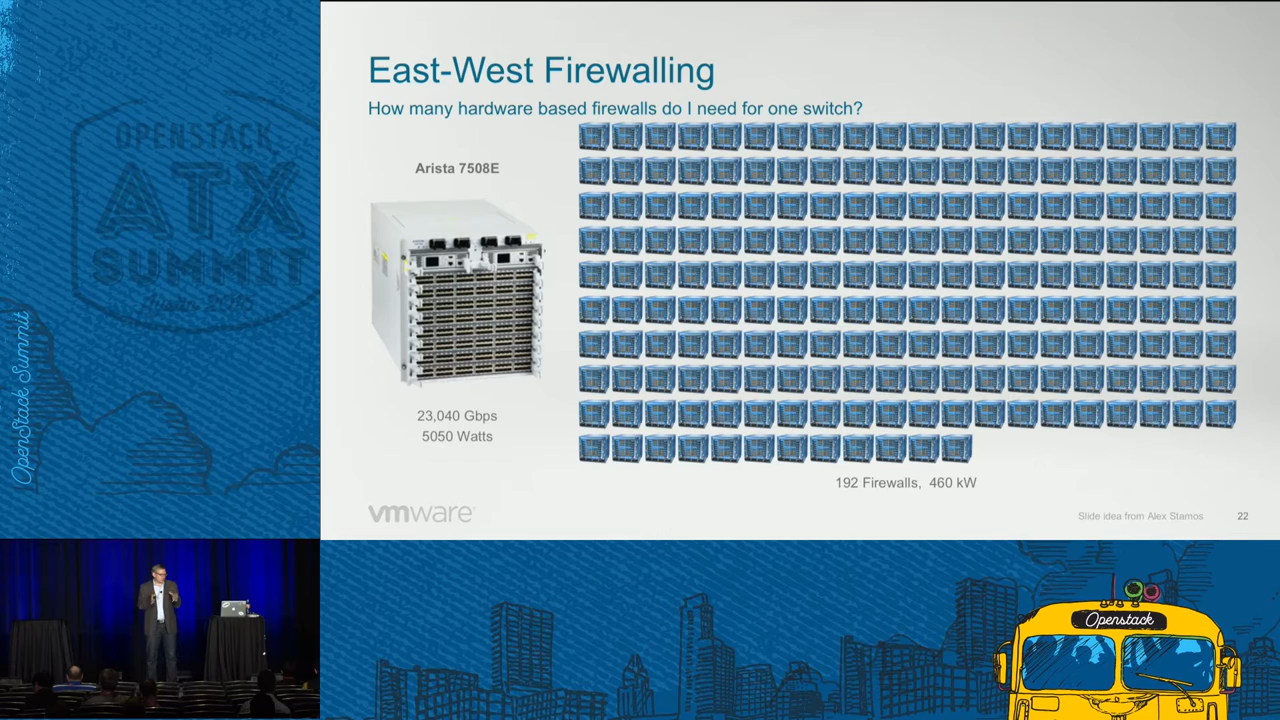 East-West Firewalling
How many hardware based firewalls do I need for one switch?
Arista 7508E
23,040 Gbps
5050 Watts
192 Firewalls, 460 kW
vmware
Slide idea from Alex Stamos
22
OPENSTACK
ATX
SUMMIT
OpenStack Summit
Openstack